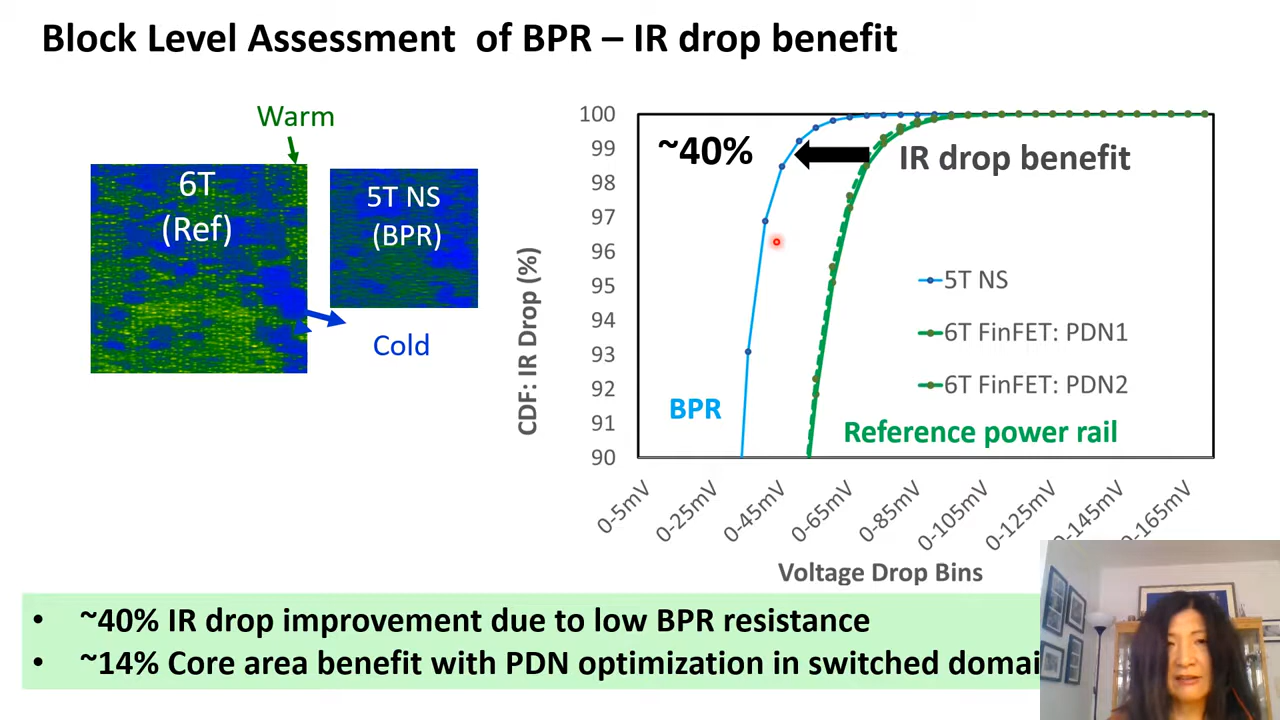 Block Level Assessment of BPR – IR drop benefit
Warm
6T
(Ref)
5T NS
(BPR)
Cold
CDF: IR Drop (%)
100
99
98
97
96
95
94
93
92
91
90
~40%
IR drop benefit
5T NS
6T FinFET: PDN1
6T FinFET: PDN2
BPR
Reference power rail
0-5mV
0-25mV
0-45mV
0-65mV
0-85mV
0-105mV
0-125mV
0-145mV
0-165mV
Voltage Drop Bins
• ~40% IR drop improvement due to low BPR resistance
• ~14% Core area benefit with PDN optimization in switched